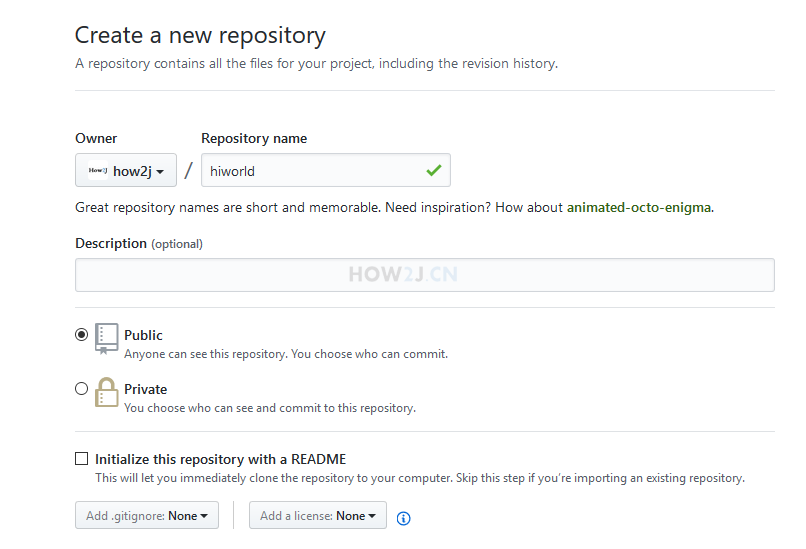 Create a new repository
A repository contains all the files for your project, including the revision history.
Owner
Repository name
How2J how2j / hiworld
Great repository names are short and memorable. Need inspiration? How about animated-octo-enigma.
Description (optional)
HOW2J.CN
Public
Anyone can see this repository. You choose who can commit.
Private
You choose who can see and commit to this repository.
Initialize this repository with a README
This will let you immediately clone the repository to your computer. Skip this step if you’re importing an existing repository.
Add .gitignore: None
Add a license: None